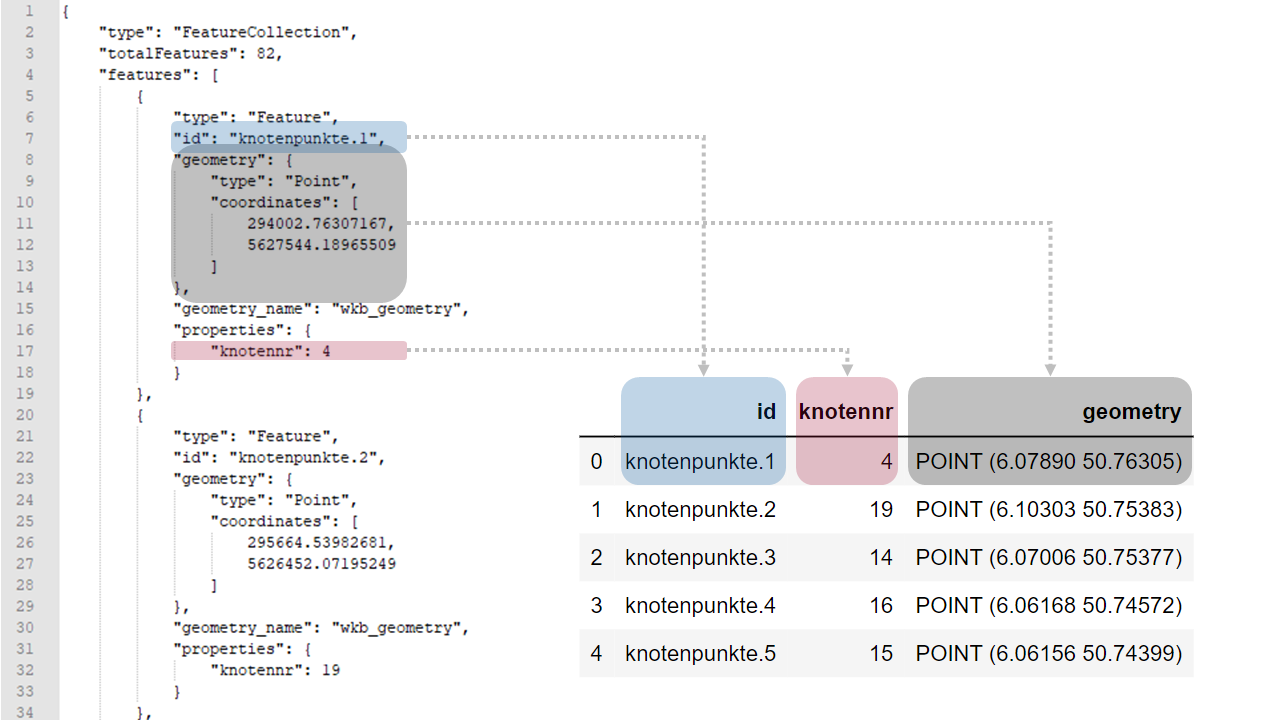 1 {
2 "type": "FeatureCollection",
3 "totalFeatures": 82,
4 "features": [
5 {
6 "type": "Feature",
7 "id": "knotenpunkte.1",
8 "geometry": {
9 "type": "Point",
10 "coordinates": [
11 294002.76307167,
12 5627544.18965509
13 ]
14 },
15 "geometry_name": "wkb_geometry",
16 "properties": {
17 "knotennr": 4
18 }
19 },
20 {
21 "type": "Feature",
22 "id": "knotenpunkte.2",
23 "geometry": {
24 "type": "Point",
25 "coordinates": [
26 295664.53982681,
27 5626452.07195249
28 ]
29 },
30 "geometry_name": "wkb_geometry",
31 "properties": {
32 "knotennr": 19
33 }
34 },
id knotennr geometry
0 knotenpunkte.1 4 POINT (6.07890 50.76305)
1 knotenpunkte.2 19 POINT (6.10303 50.75383)
2 knotenpunkte.3 14 POINT (6.07006 50.75377)
3 knotenpunkte.4 16 POINT (6.06168 50.74572)
4 knotenpunkte.5 15 POINT (6.06156 50.74399)